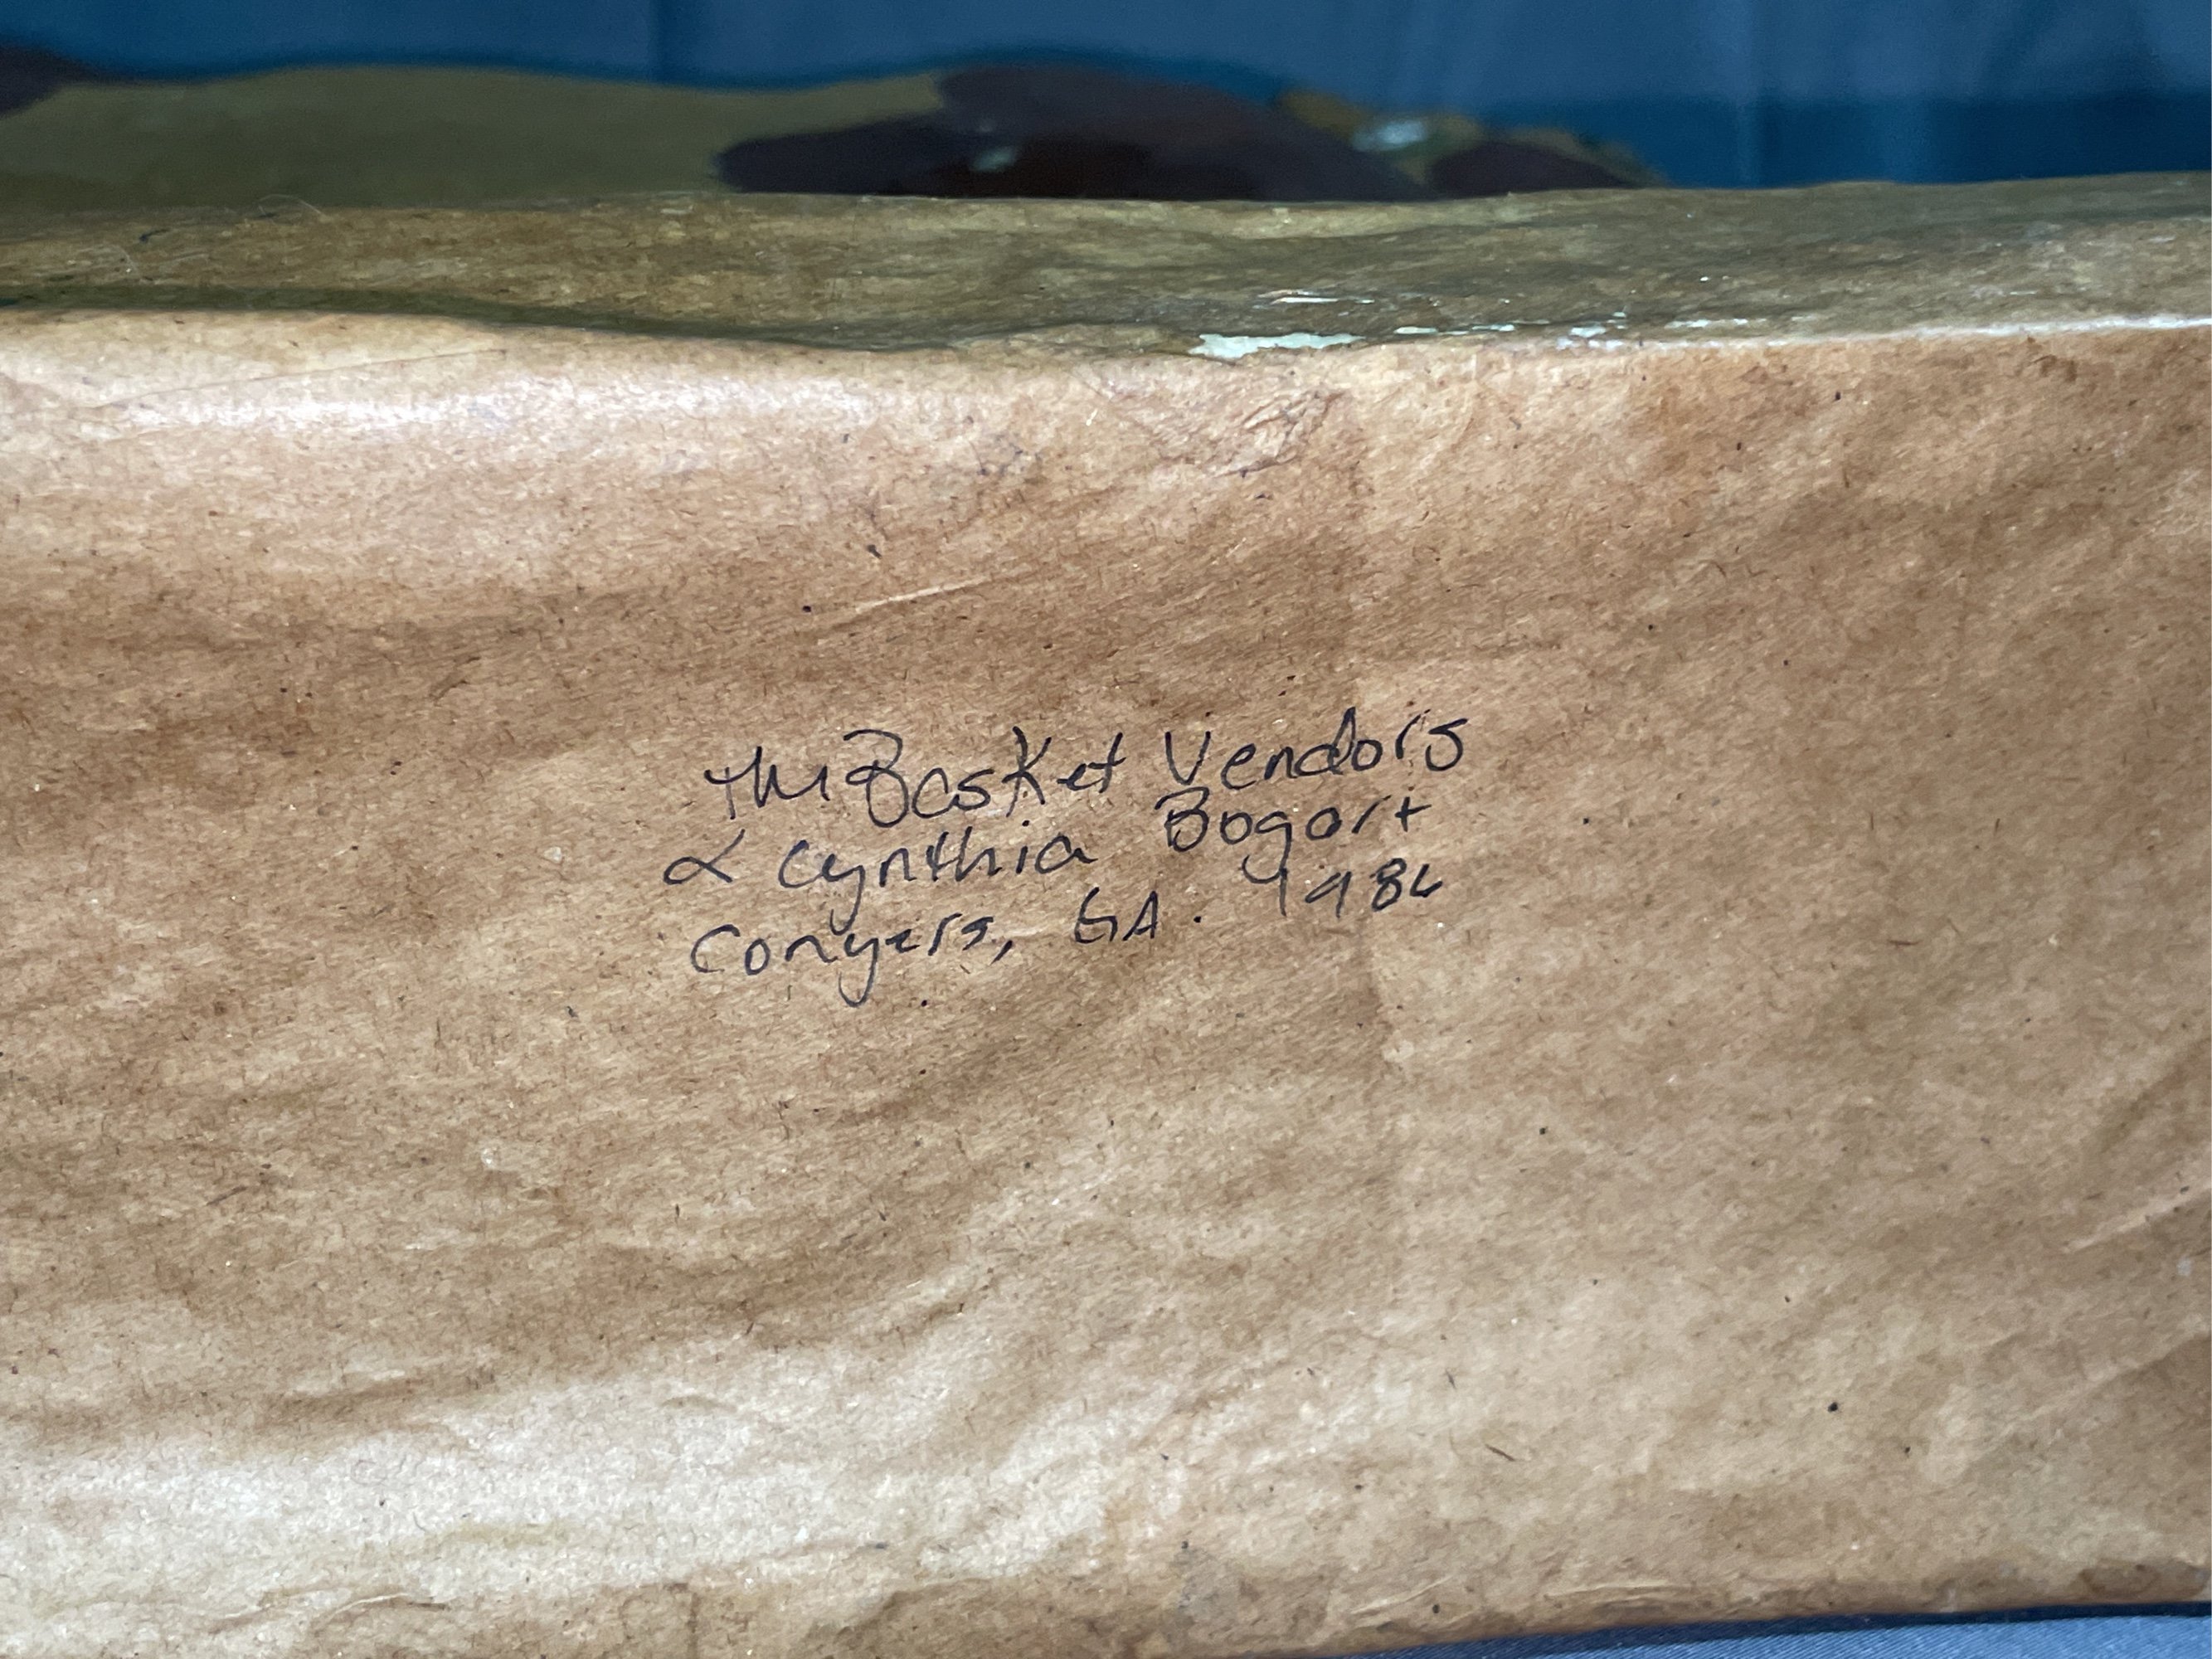 The Basket Vendors
& Cynthia Bogart
Conyers, GA. 1986